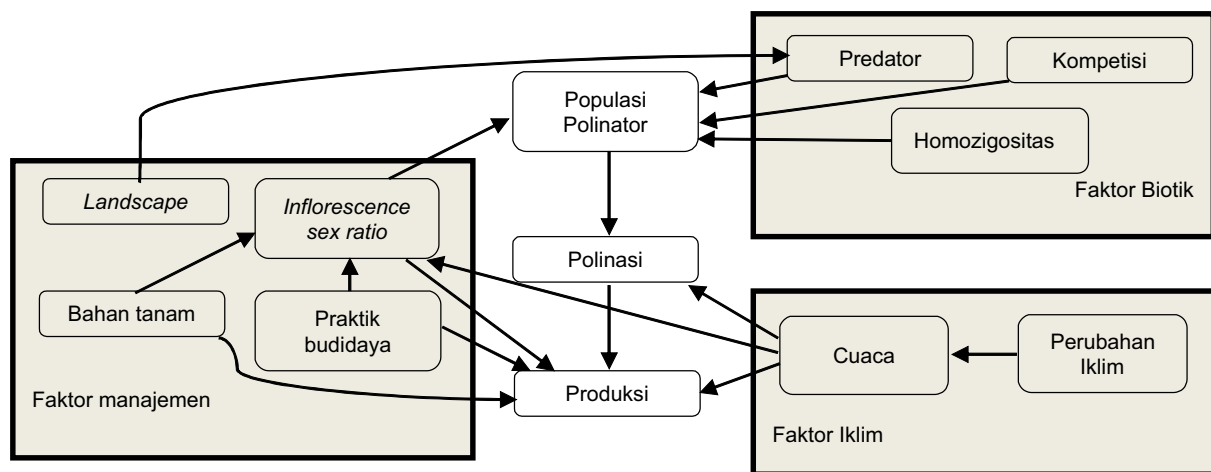 Predator
Kompetisi
Populasi
Polinator
Homozigositas
Faktor Biotik
Landscape
Inflorescence
sex ratio
Polinasi
Bahan tanam
Praktik
budidaya
Cuaca
Perubahan
Iklim
Produksi
Faktor manajemen
Faktor Iklim